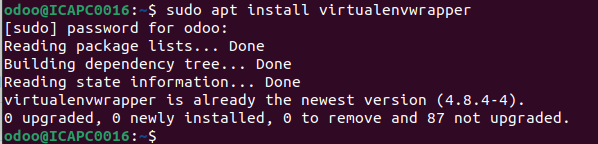 odoo@ICAPC0016:~$ sudo apt install virtualenvwrapper
[sudo] password for odoo:
Reading package lists... Done
Building dependency tree... Done
Reading state information... Done
virtualenvwrapper is already the newest version (4.8.4-4).
0 upgraded, 0 newly installed, 0 to remove and 87 not upgraded.
odoo@ICAPC0016:~$